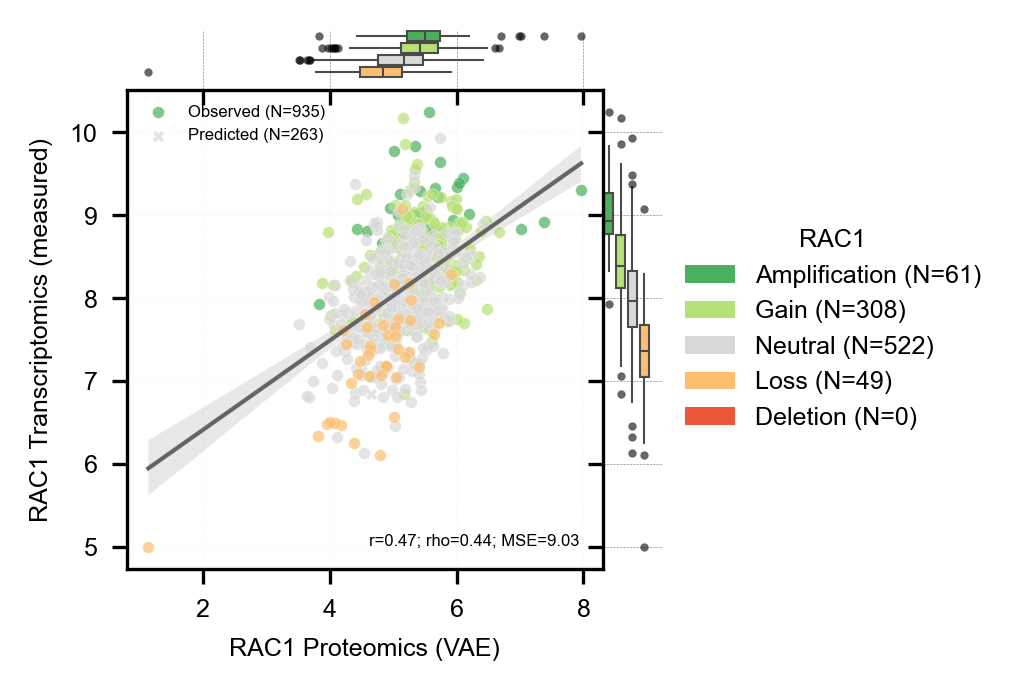 Observed (N=935)
Predicted (N=263)
10
9
8
7
6
5
RAC1 Transcriptomics (measured)
r=0.47; rho=0.44; MSE=9.03
2
4
6
8
RAC1 Proteomics (VAE)
RAC1
Amplification (N=61)
Gain (N=308)
Neutral (N=522)
Loss (N=49)
Deletion (N=0)